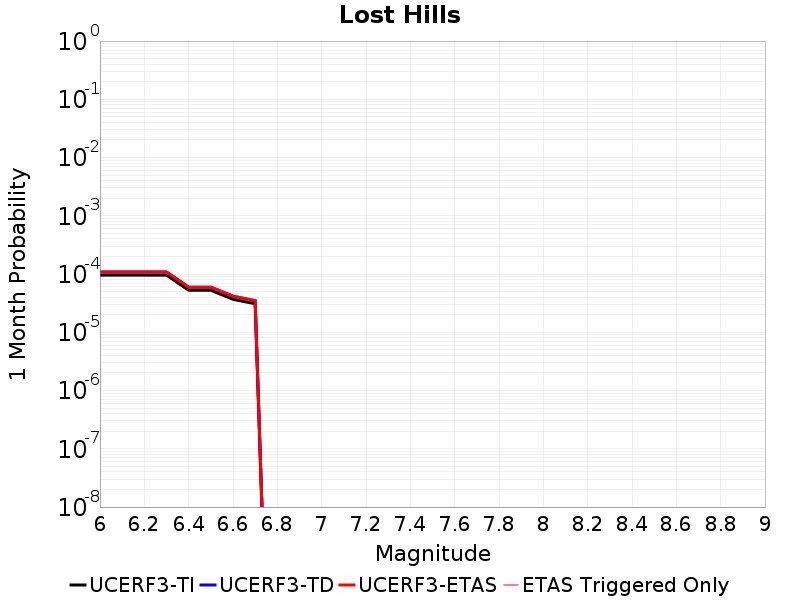 Lost Hills
1 Month Probability
10^0
10^-1
10^-2
10^-3
10^-4
10^-5
10^-6
10^-7
10^-8
6 6.2 6.4 6.6 6.8 7 7.2 7.4 7.6 7.8 8 8.2 8.4 8.6 8.8 9
Magnitude
UCERF3-TI UCERF3-TD UCERF3-ETAS ETAS Triggered Only